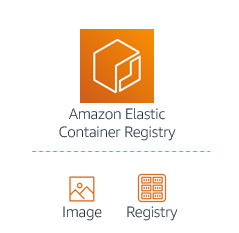 Amazon Elastic
Container Registry
Image
Registry